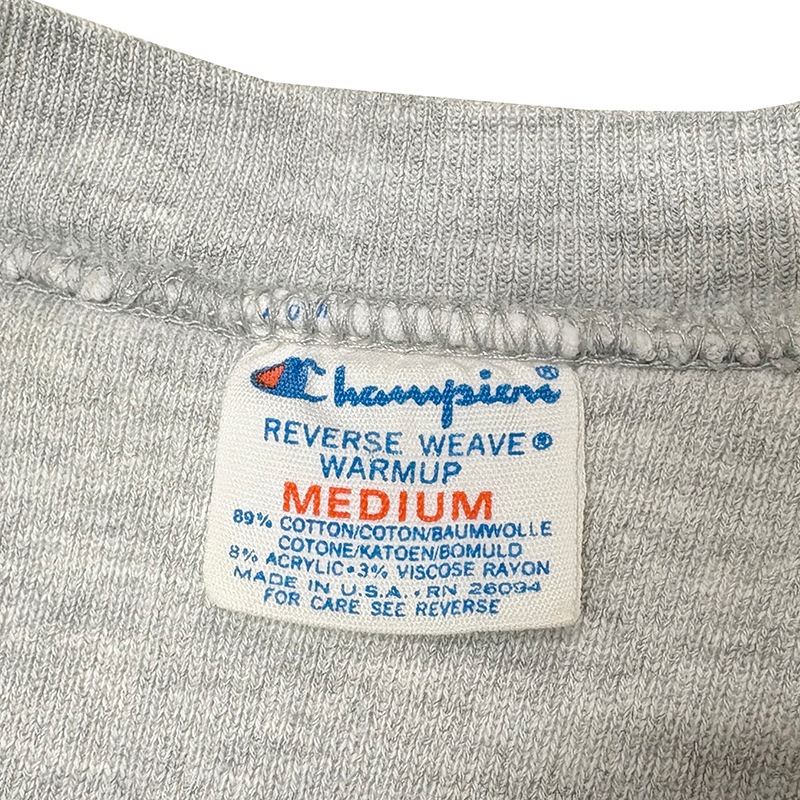 Champion®
REVERSE WEAVE®
WARMUP
MEDIUM
89% COTTON/COTON/BAUMWOLLE
COTONE/KATOEN/BOMULD
8% ACRYLIC • 3% VISCOSE RAYON
MADE IN U.S.A. • RN 26094
FOR CARE SEE REVERSE